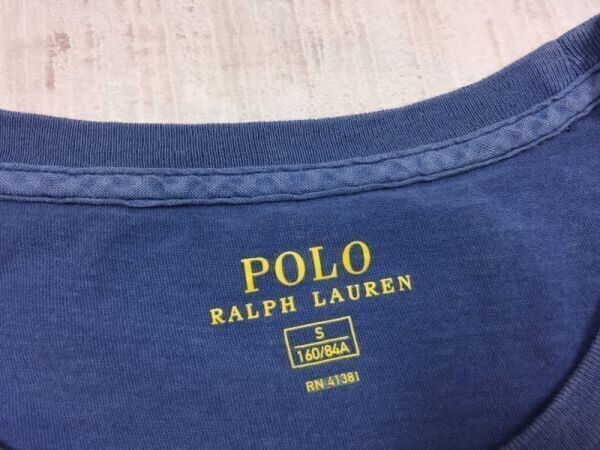 POLO
RALPH LAUREN
S
160/84A
RN 41381